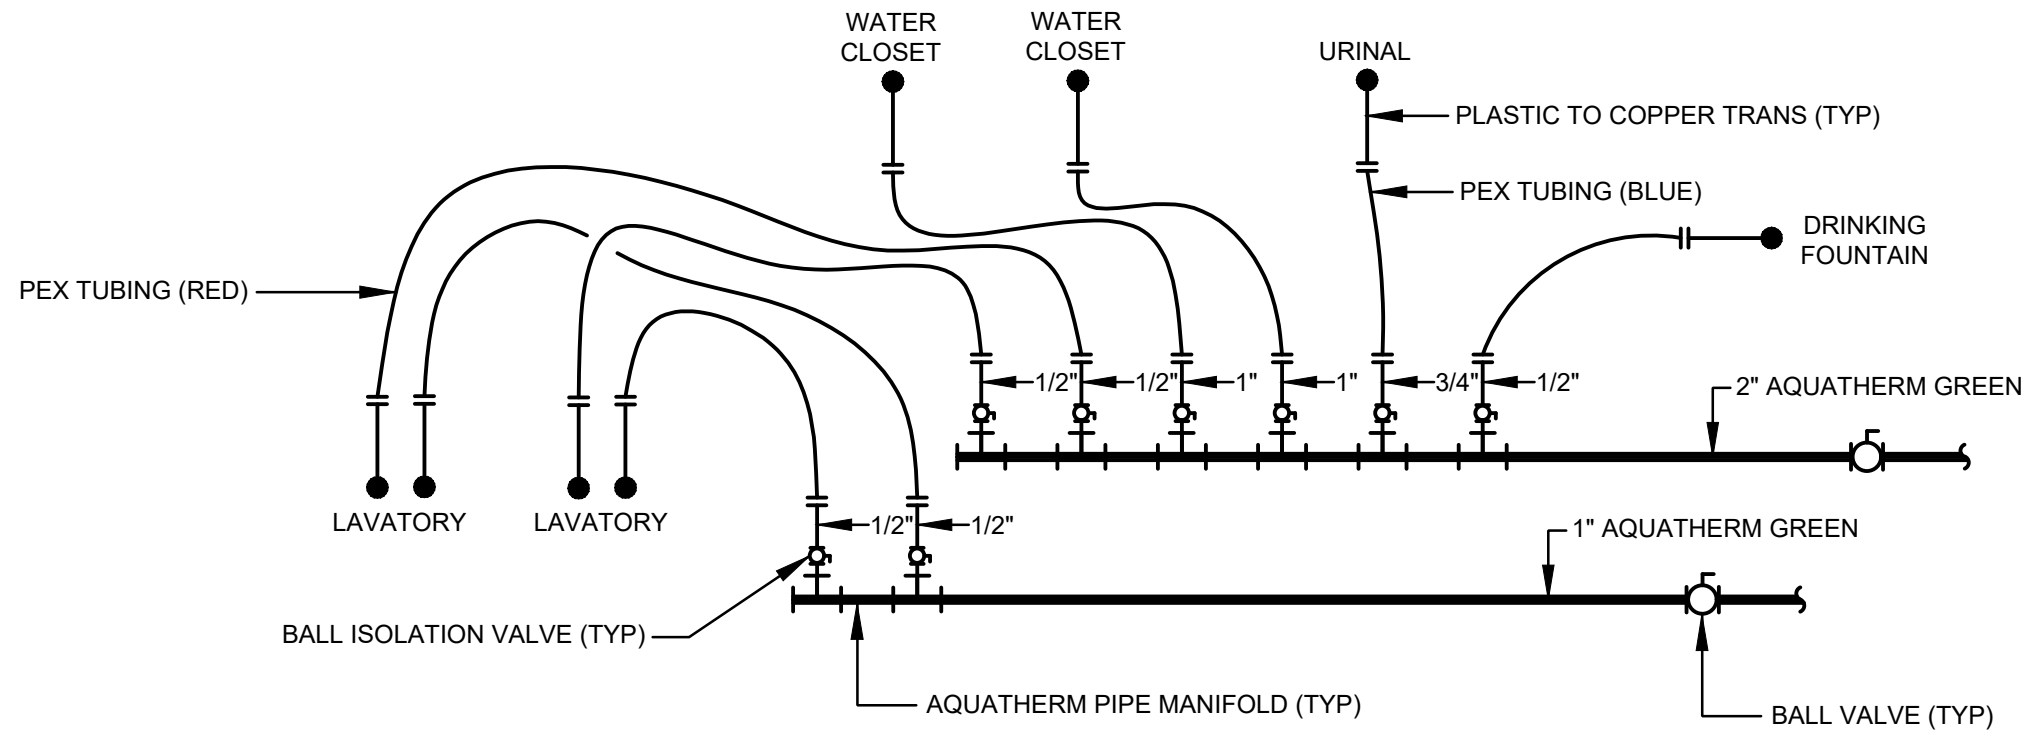 WATER
CLOSET
WATER
CLOSET
URINAL
PLASTIC TO COPPER TRANS (TYP)
PEX TUBING (BLUE)
DRINKING
FOUNTAIN
PEX TUBING (RED)
1/2"
1/2"
1"
1"
3/4"
1/2"
2" AQUATHERM GREEN
LAVATORY
LAVATORY
1/2"
1/2"
1" AQUATHERM GREEN
BALL ISOLATION VALVE (TYP)
AQUATHERM PIPE MANIFOLD (TYP)
BALL VALVE (TYP)